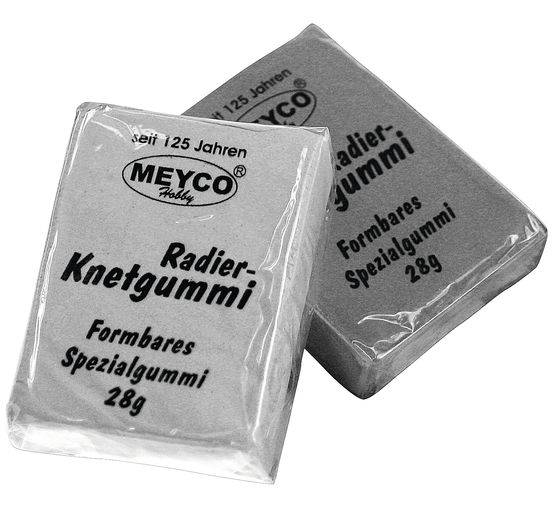 seit 125 Jahren
MEYCO®
Hobby
Radier-
Knetgummi
Formbares
Spezialgummi
28g
125 Jahren
MEYCO®
Radier-
gummi
Formbares
Spezialgummi
28g